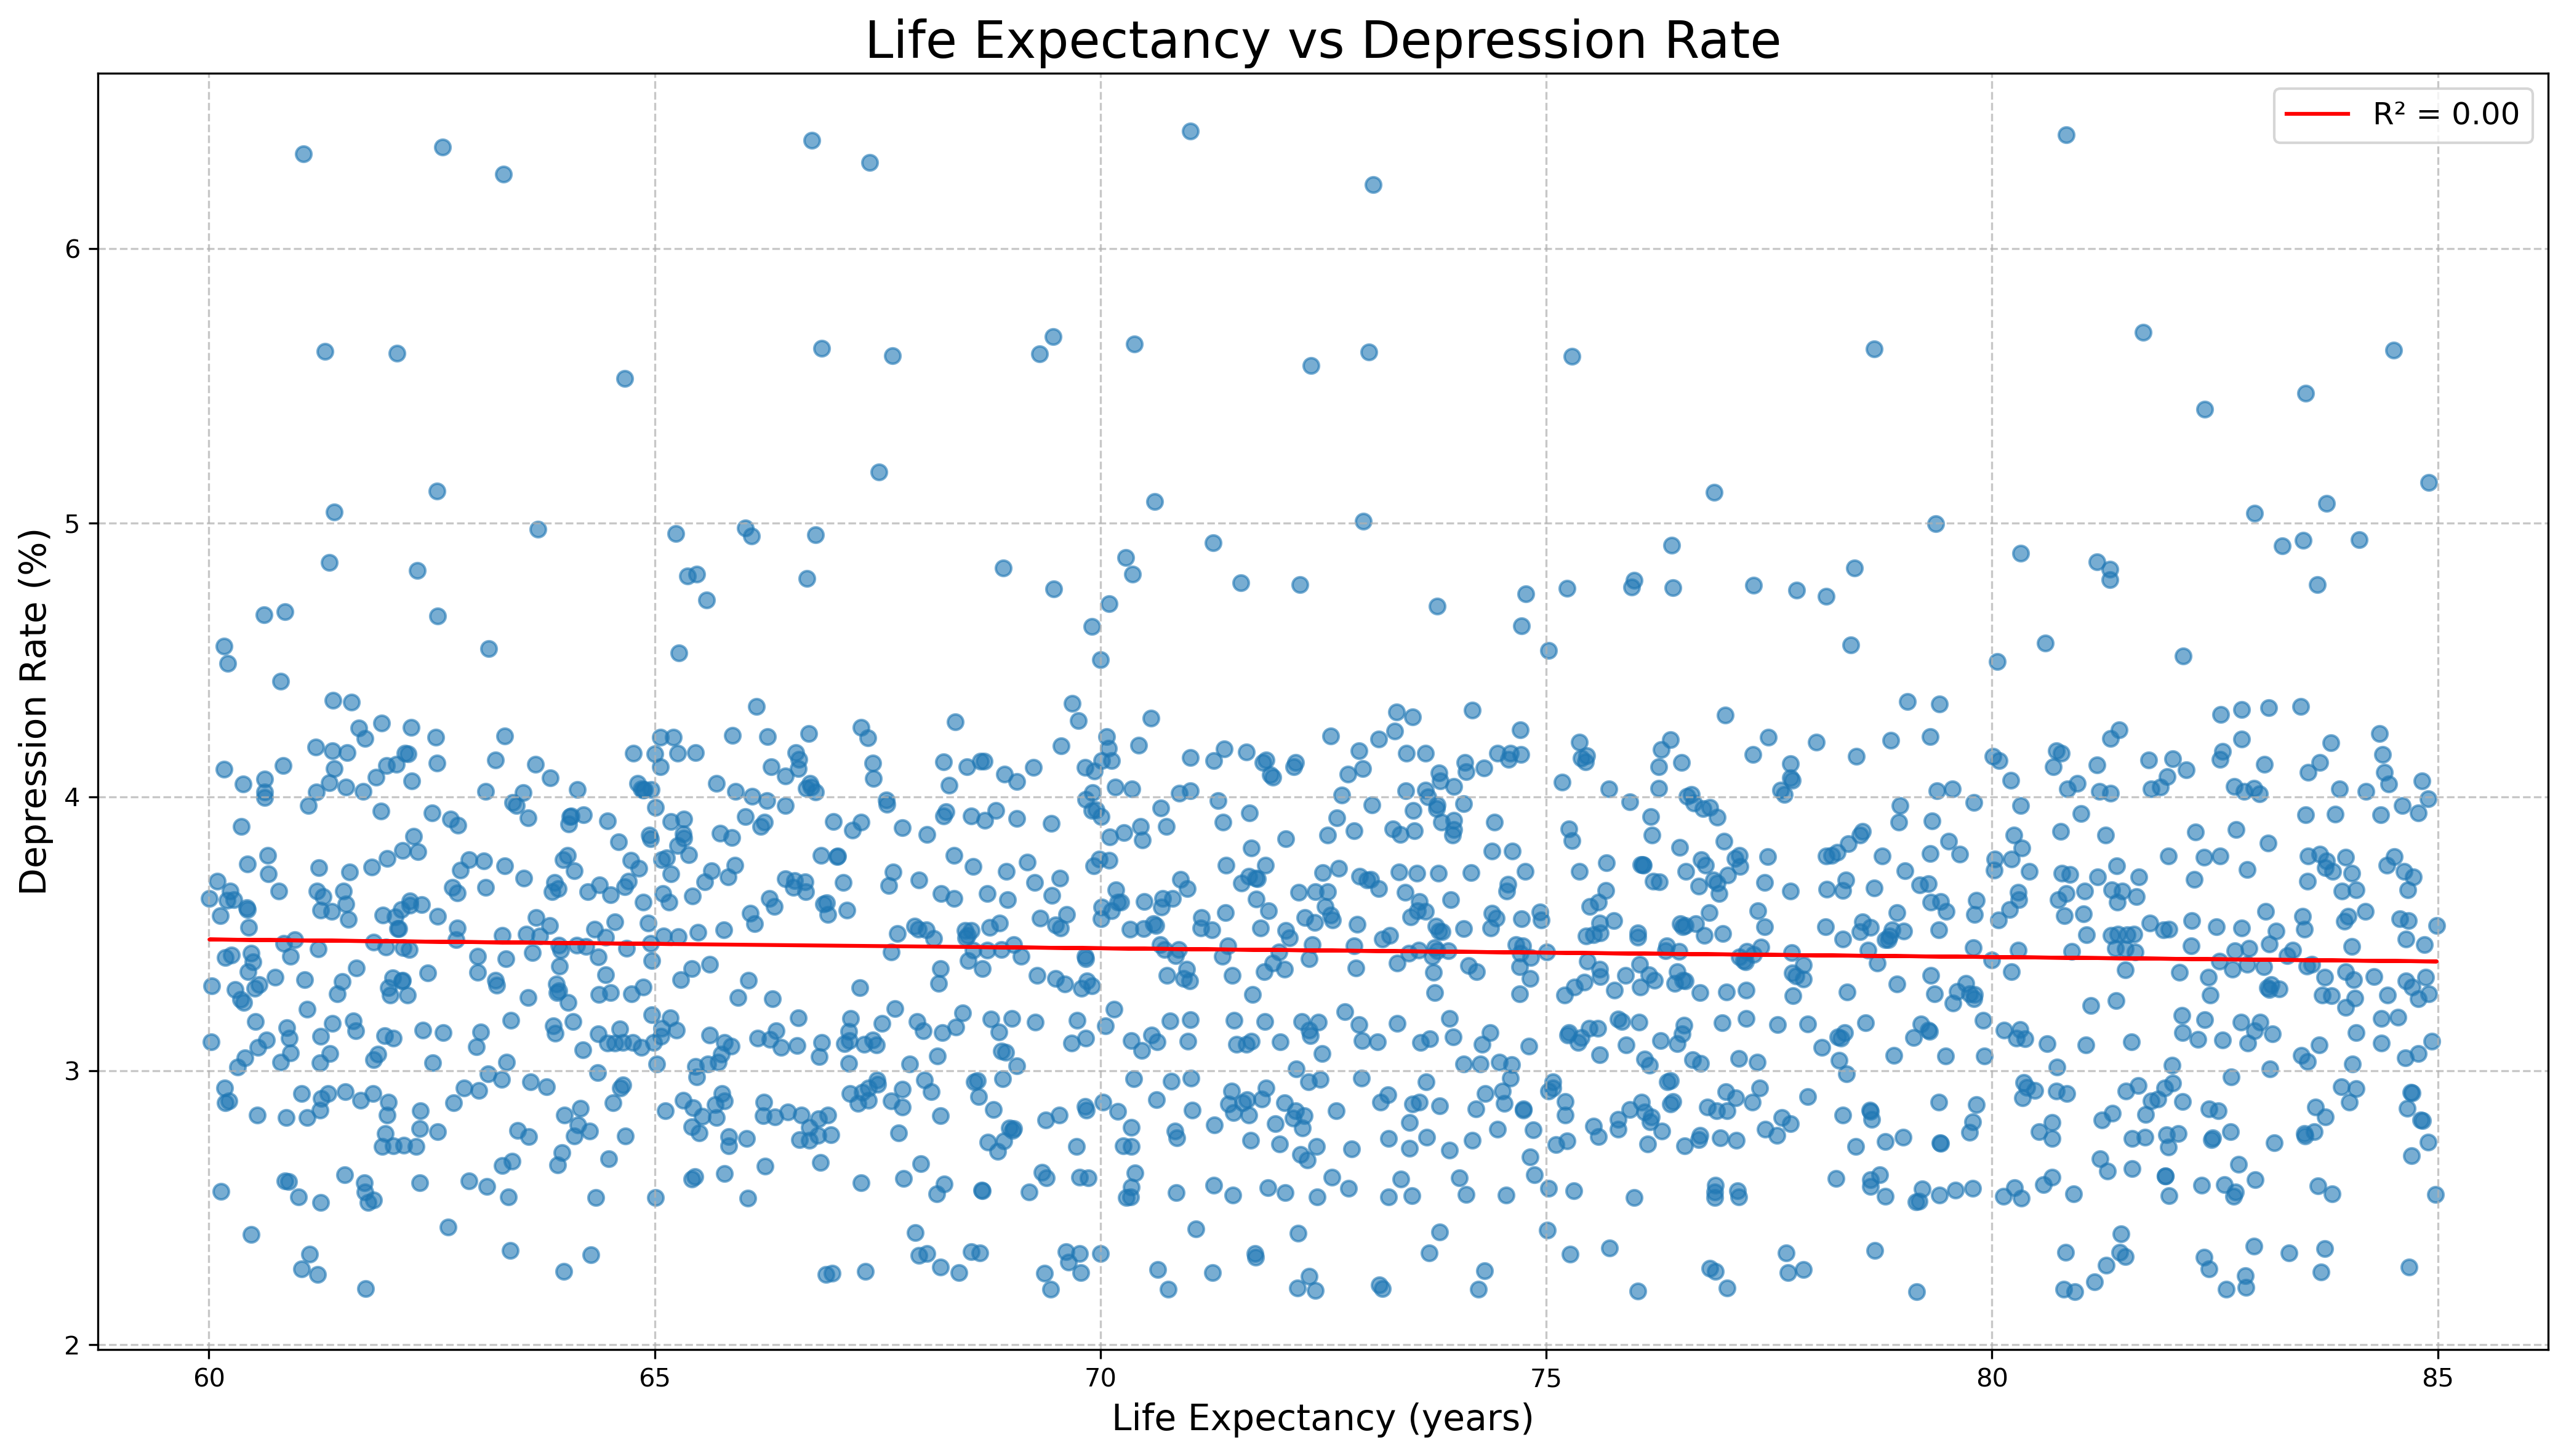 Life Expectancy vs Depression Rate
R² = 0.00
Depression Rate (%)
6
5
4
3
2
60 65 70 75 80 85
Life Expectancy (years)